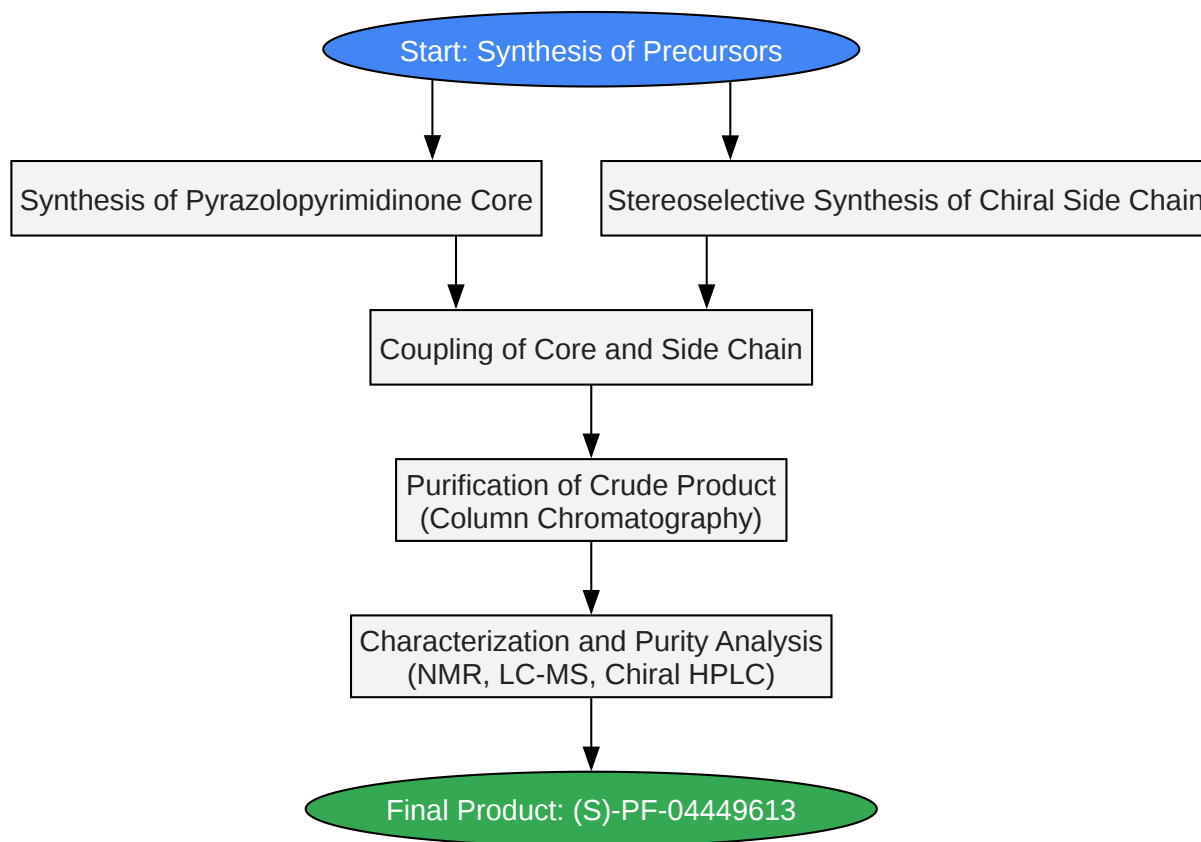 Start: Synthesis of Precursors
Synthesis of Pyrazolopyrimidinone Core
Stereoselective Synthesis of Chiral Side Chain
Coupling of Core and Side Chain
Purification of Crude Product
(Column Chromatography)
Characterization and Purity Analysis
(NMR, LC-MS, Chiral HPLC)
Final Product: (S)-PF-04449613